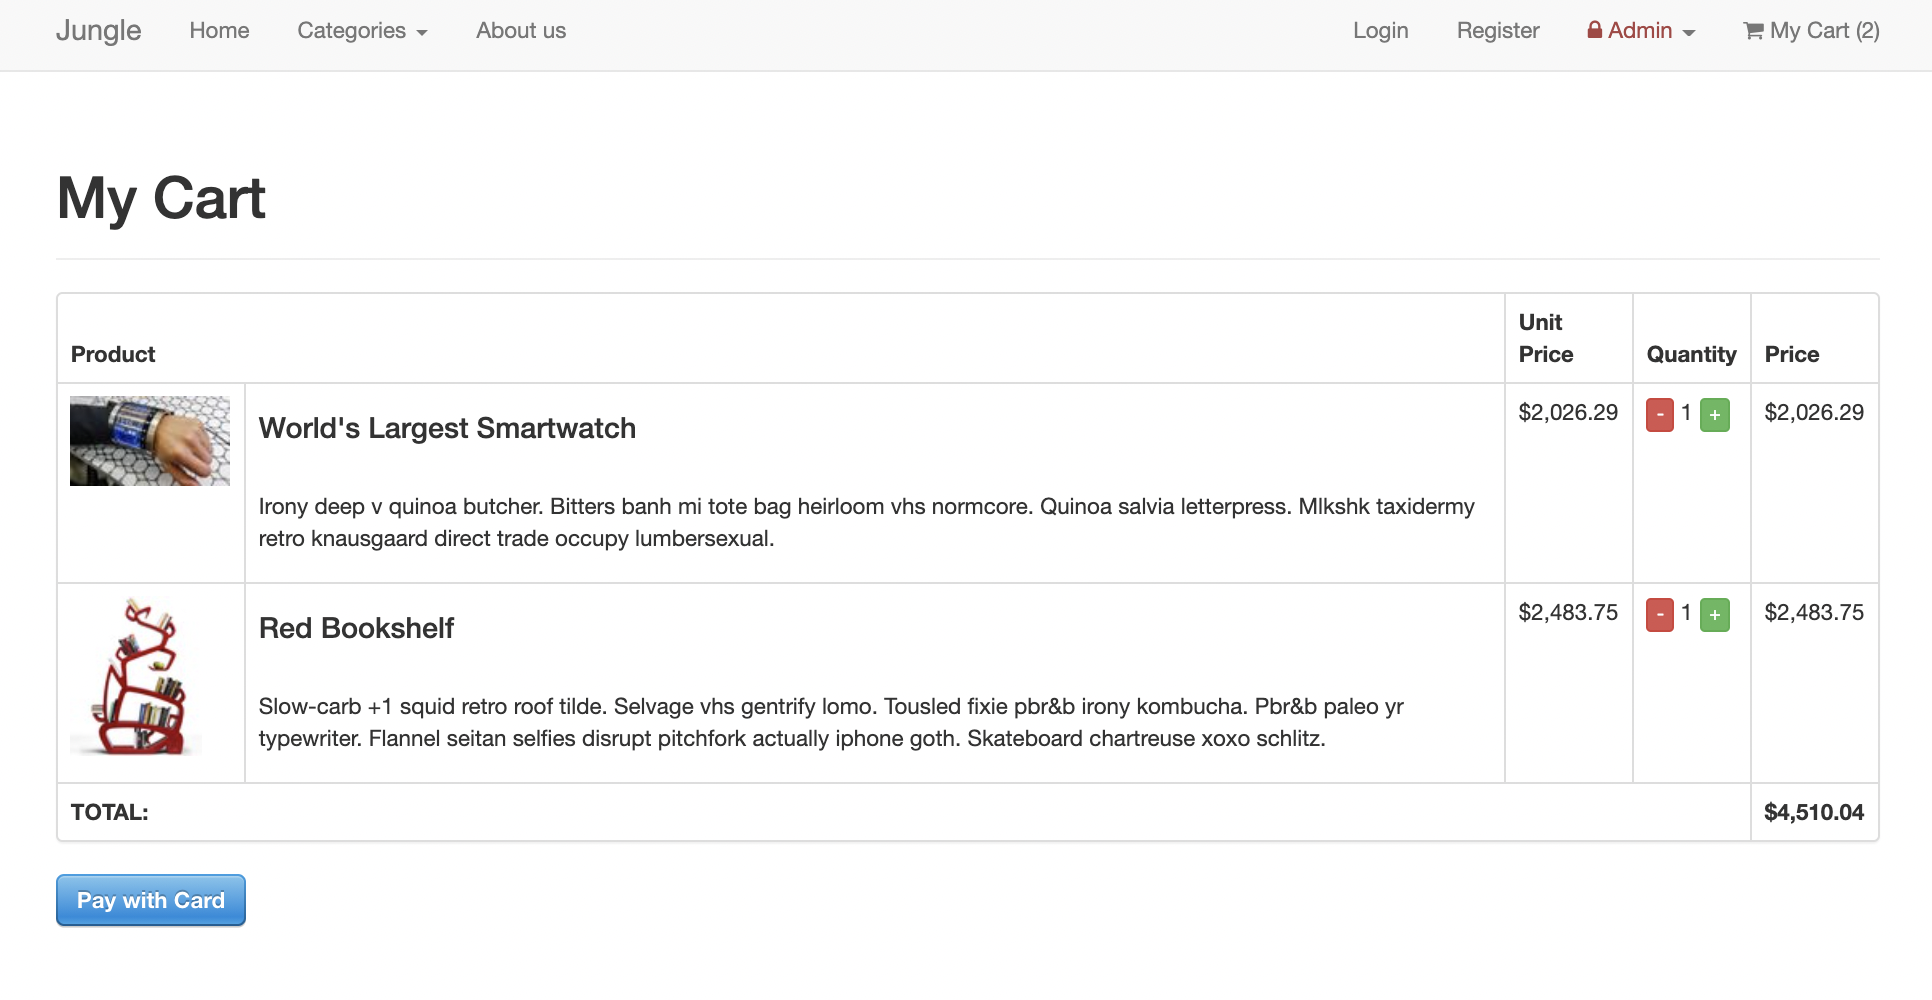 Jungle Home Categories About us Login Register Admin My Cart (2)
My Cart
Product Unit Price Quantity Price
World's Largest Smartwatch $2,026.29 - 1 + $2,026.29
Irony deep v quinoa butcher. Bitters banh mi tote bag heirloom vhs normcore. Quinoa salvia letterpress. Mlkshk taxidermy
retro knausgaard direct trade occupy lumbersexual.
Red Bookshelf $2,483.75 - 1 + $2,483.75
Slow-carb +1 squid retro roof tilde. Selvage vhs gentrify lomo. Tousled fixie pbr&b irony kombucha. Pbr&b paleo yr
typewriter. Flannel seitan selfies disrupt pitchfork actually iphone goth. Skateboard chartreuse xoxo schlitz.
TOTAL: $4,510.04
Pay with Card